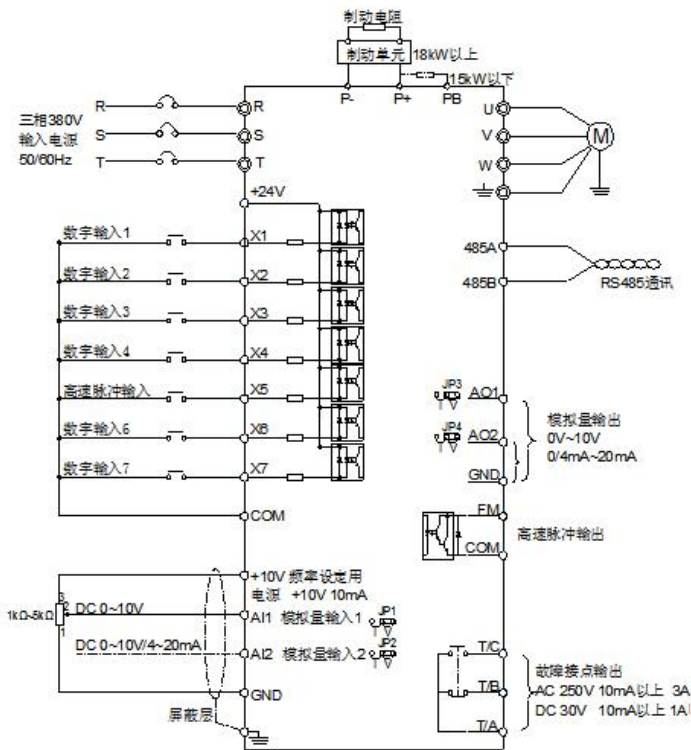 制动电阻
制动单元 18kW以上
15kW以下
P- P+ PB
R R U
三相380V
输入电源
50/60Hz
S S V M
T T W
+24V
数字输入1 X1 485A
数字输入2 X2 485B RS485通讯
数字输入3 X3
数字输入4 X4
高速脉冲输入 X5 JP3 AO1
I V
模拟量输出
0V~10V
0/4mA~20mA
数字输入6 X6 JP4 AO2
I V
数字输入7 X7 GND
COM FM
高速脉冲输出
COM
+10V 频率设定用
电源 +10V 10mA
1kΩ-5kΩ 3 2 1 DC 0~10V AI1 模拟量输入1 JP1
I V
DC 0~10V/4~20mA AI2 模拟量输入2 JP2
I V
GND
屏蔽层
T/C 故障接点输出
T/B AC 250V 10mA以上 3A
T/A DC 30V 10mA以上 1A